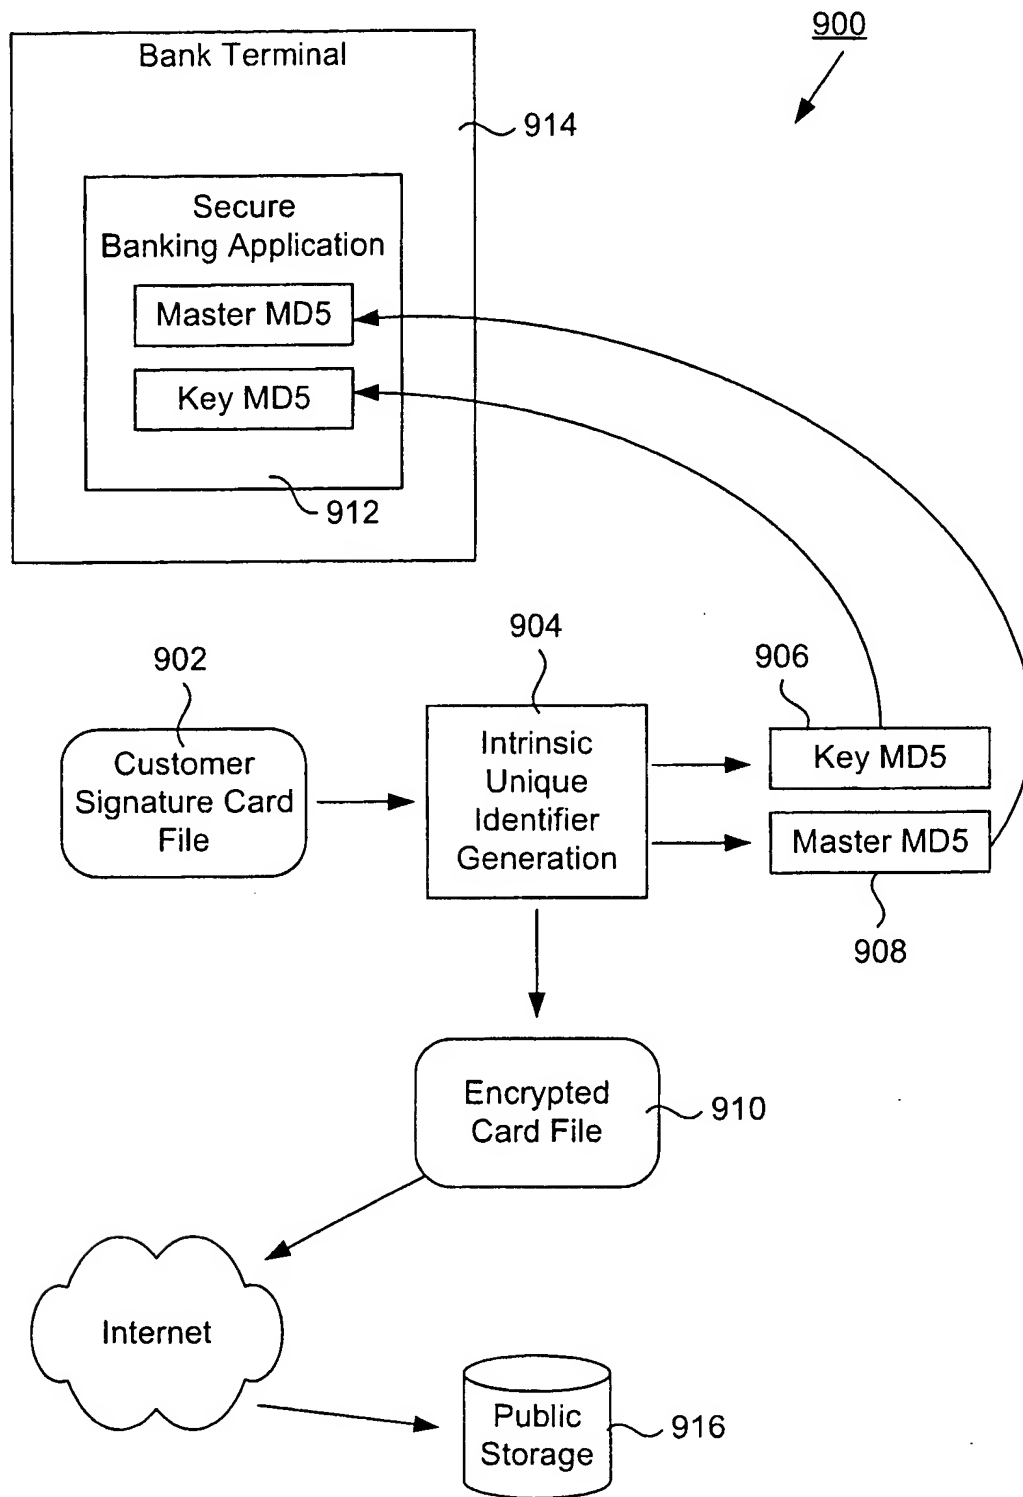 900
Bank Terminal
914
Secure
Banking Application
Master MD5
Key MD5
912
902
904
906
Customer
Signature Card
File
Intrinsic
Unique
Identifier
Generation
Key MD5
Master MD5
908
Encrypted
Card File
910
Internet
Public
Storage
916